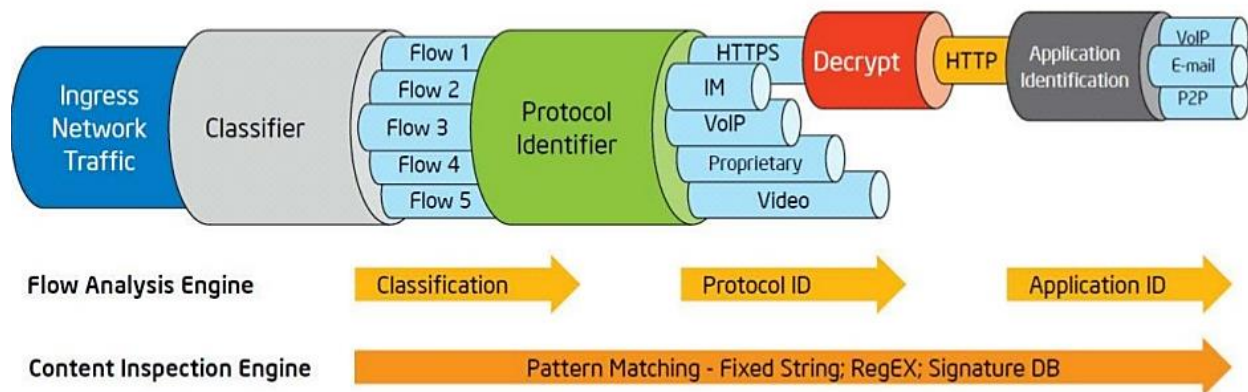 Ingress
Network
Traffic
Classifier
Flow 1
Flow 2
Flow 3
Flow 4
Flow 5
Protocol
Identifier
HTTPS
IM
VoIP
Proprietary
Video
Decrypt
HTTP
Application
Identification
VoIP
E-mail
P2P
Flow Analysis Engine
Classification
Protocol ID
Application ID
Content Inspection Engine
Pattern Matching - Fixed String; RegEX; Signature DB